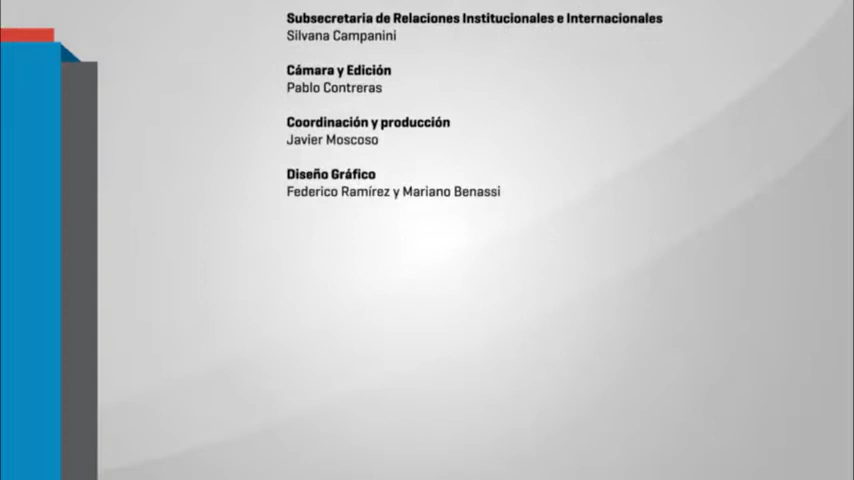 Subsecretaria de Relaciones Institucionales e Internacionales
Silvana Campanini
Cámara y Edición
Pablo Contreras
Coordinación y producción
Javier Moscoso
Diseño Gráfico
Federico Ramírez y Mariano Benassi